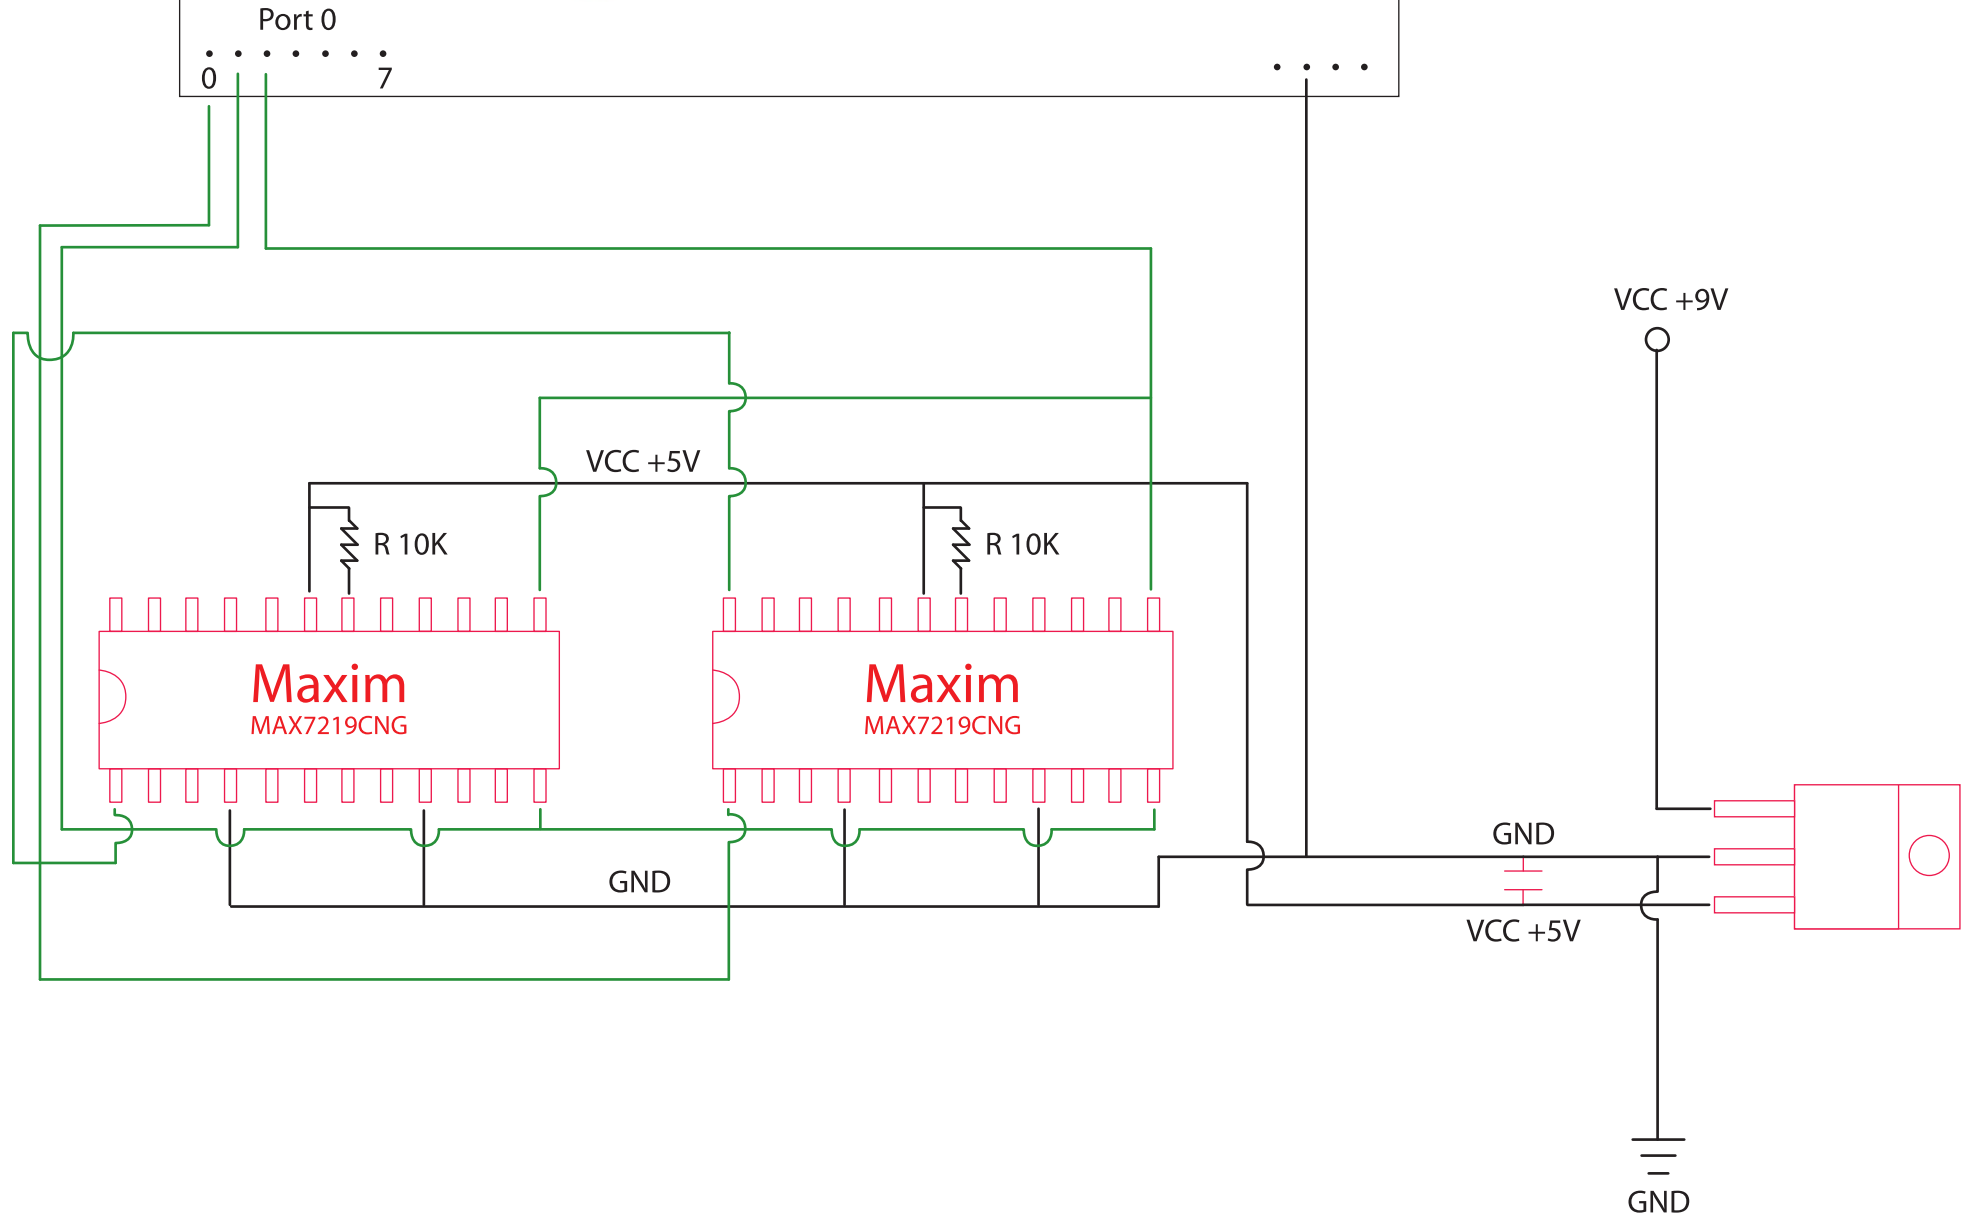 Port 0
0 7
VCC +9V
VCC +5V
R 10K R 10K
Maxim Maxim
MAX7219CNG MAX7219CNG
GND
GND
VCC +5V
GND